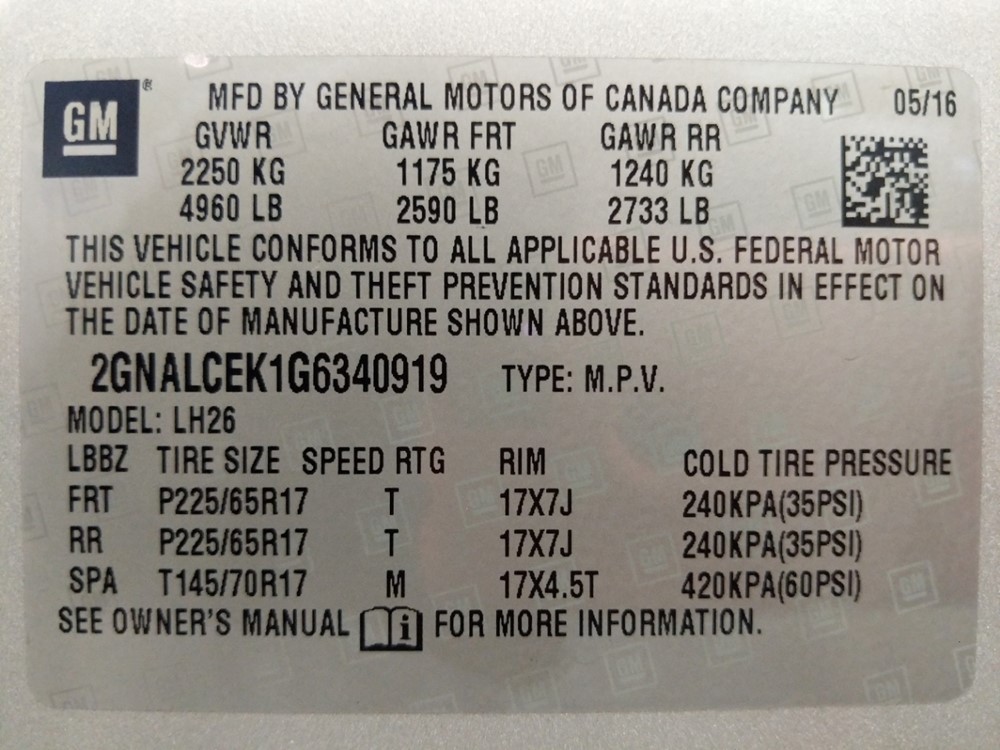 GM ® MFD BY GENERAL MOTORS OF CANADA COMPANY 05/16
GVWR GAWR FRT GAWR RR
2250 KG 1175 KG 1240 KG
4960 LB 2590 LB 2733 LB
THIS VEHICLE CONFORMS TO ALL APPLICABLE U.S. FEDERAL MOTOR
VEHICLE SAFETY AND THEFT PREVENTION STANDARDS IN EFFECT ON
THE DATE OF MANUFACTURE SHOWN ABOVE.
2GNALCEK1G6340919 TYPE: M.P.V.
MODEL: LH26
LBBZ TIRE SIZE SPEED RTG RIM COLD TIRE PRESSURE
FRT P225/65R17 T 17X7J 240KPA(35PSI)
RR P225/65R17 T 17X7J 240KPA(35PSI)
SPA T145/70R17 M 17X4.5T 420KPA(60PSI)
SEE OWNER'S MANUAL i FOR MORE INFORMATION.